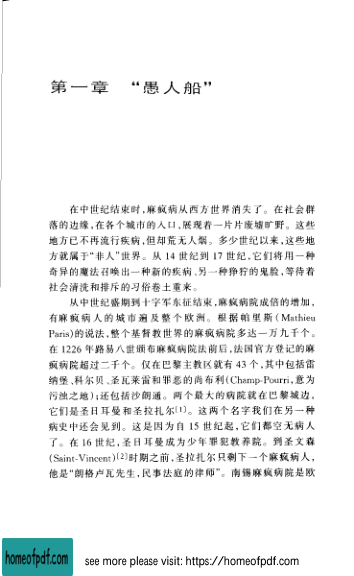 第一章 “愚人船”
在中世纪结束时,麻疯病从西方世界消失了。在社会群
落的边缘,在各个城市的入口,展现着一片片废墟旷野。这些
地方已不再流行疾病,但却荒无人烟。多少世纪以来,这些地
方就属于“非人”世界。从 14 世纪到 17 世纪,它们将用一种
奇异的魔法召唤出一种新的疾病、另一种狰狞的鬼脸,等待着
社会清洗和排斥的习俗卷土重来。
从中世纪盛期到十字军东征结束,麻疯病院成倍的增加,
有麻疯病人的城市遍及整个欧洲。根据帕里斯(Mathieu
Paris)的说法,整个基督教世界的麻疯病院多达一万九千个。
在 1226 年路易八世颁布麻疯病院法前后,法国官方登记的麻
疯病院超过二千个。仅在巴黎主教区就有 43 个,其中包括雷
纳堡、科尔贝、圣瓦莱雷和罪恶的尚布利(Champ-Pourri,意为
污浊之地);还包括沙朗通。两个最大的病院就在巴黎城边,
它们是圣日耳曼和圣拉扎尔[1]。这两个名字我们在另一种
病史中还会见到。这是因为自 15 世纪起,它们都空无病人
了。在 16 世纪,圣日耳曼成为少年罪犯教养院。到圣文森
(Saint-Vincent)[2]时期之前,圣拉扎尔只剩下一个麻疯病人,
他是“朗格卢瓦先生,民事法庭的律师”。南锡麻疯病院是欧
homeofpdf.com
see more please visit: https://homeofpdf.com